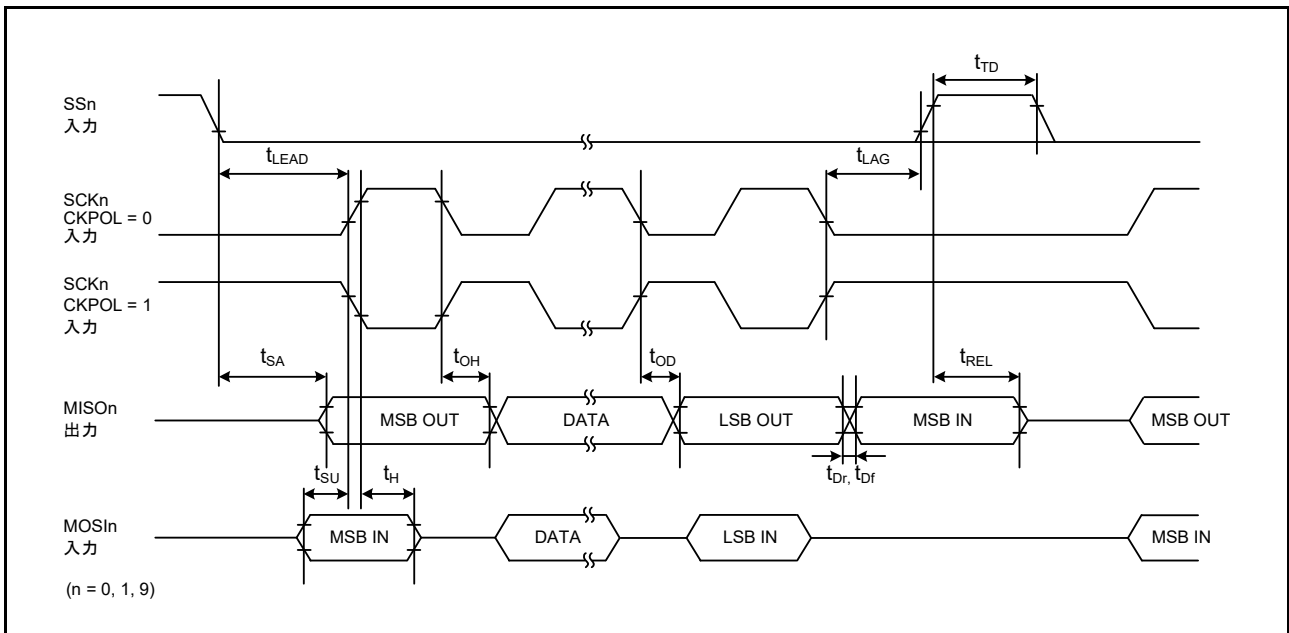 tTD
SSn
入力
tLEAD
tLAG
SCKn
CKPOL = 0
入力
SCKn
CKPOL = 1
入力
tSA
tOH
tOD
tREL
MISOn
出力
MSB OUT
DATA
LSB OUT
MSB IN
MSB OUT
tSU
tH
tDr, tDf
MOSIn
入力
MSB IN
DATA
LSB IN
MSB IN
(n = 0, 1, 9)